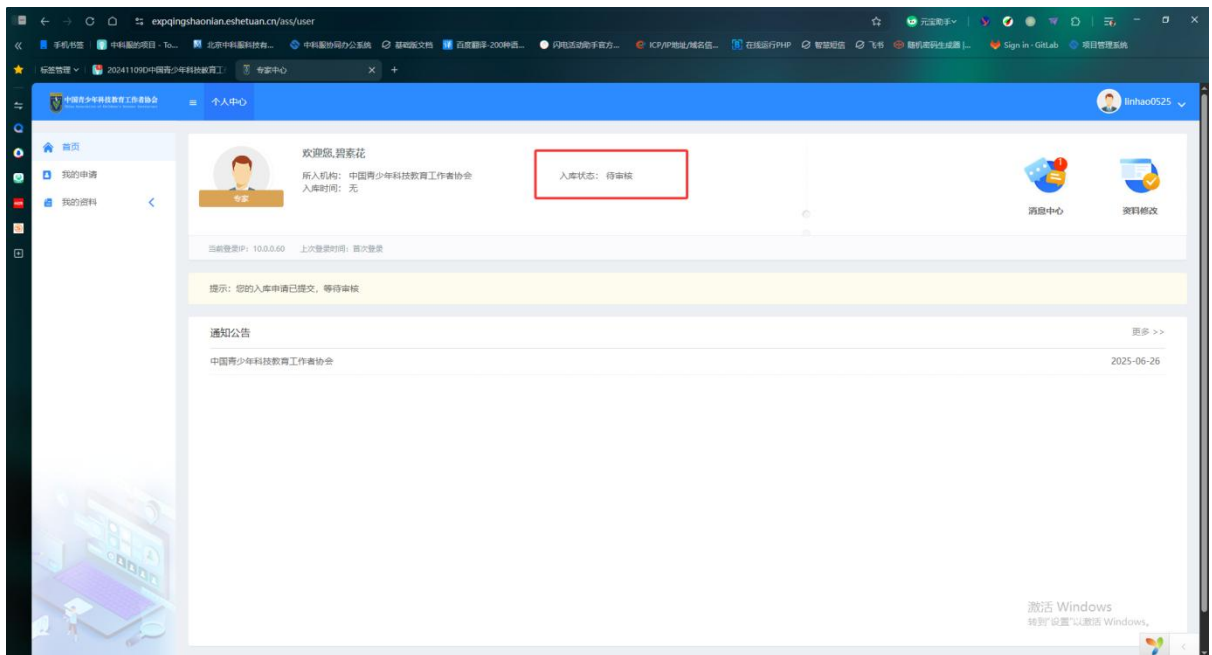 expqingshaonian.eshetuan.cn/ass/user
元宝助手
手机书签
中科服的项目 - To...
北京中科服科技有...
中科服协同办公系统
基础版文档
百度翻译-200种语...
闪电活动助手官方...
ICP/IP地址/域名信...
在线运行PHP
智慧短信
飞书
随机密码生成器 |...
Sign in · GitLab
项目管理系统
标签管理
20241109D中国青少年科技教育工
专家中心
中国青少年科技教育工作者协会
个人中心
linhao0525
首页
我的申请
我的资料
专家
欢迎您,碧素花
所入机构： 中国青少年科技教育工作者协会
入库状态： 待审核
入库时间： 无
1
消息中心
资料修改
当前登录IP：10.0.0.60 上次登录时间：首次登录
提示：您的入库申请已提交，等待审核
通知公告
更多 >>
中国青少年科技教育工作者协会
2025-06-26
激活 Windows
转到"设置"以激活 Windows。